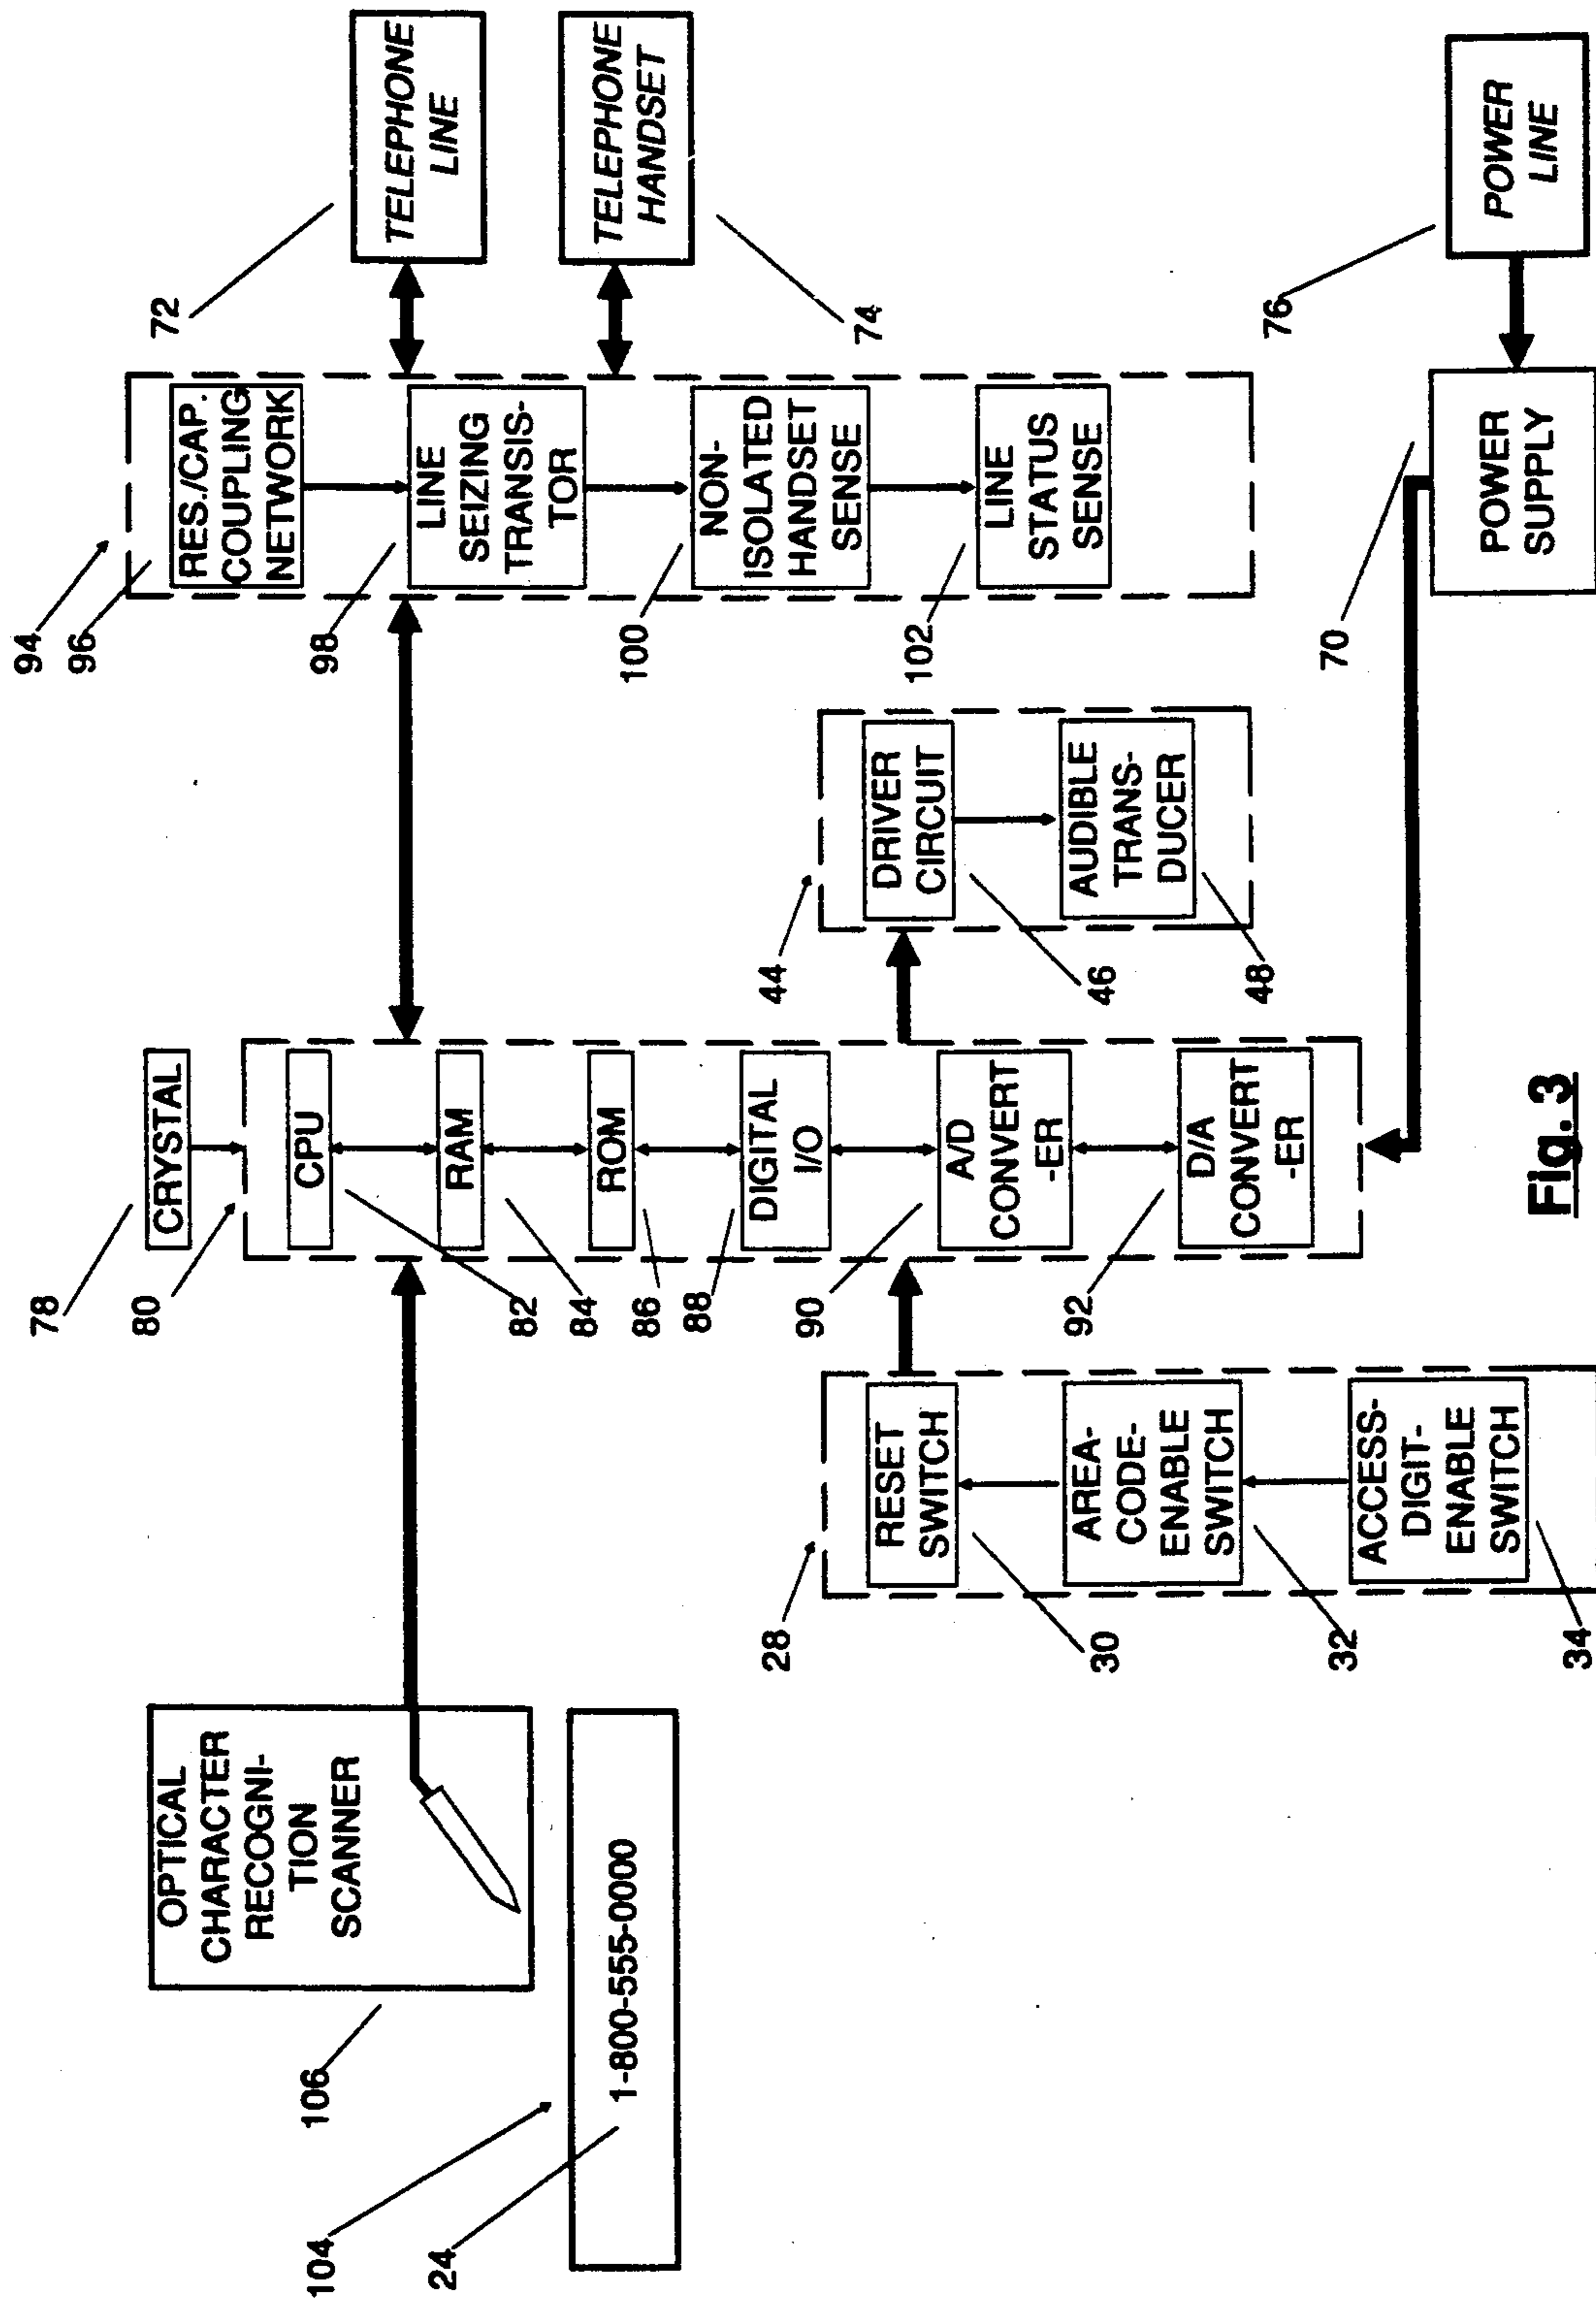 94
96
RES./CAP.
COUPLING
NETWORK
98
LINE
SEIZING
TRANSIS-
TOR
100
NON-
ISOLATED
HANDSET
SENSE
102
LINE
STATUS
SENSE
72
TELEPHONE
LINE
TELEPHONE
HANDSET
74
76
POWER
LINE
70
POWER
SUPPLY
78
CRYSTAL
80
CPU
82
RAM
84
ROM
86
DIGITAL
I/O
88
A/D
CONVERT
-ER
90
D/A
CONVERT
-ER
92
44
DRIVER
CIRCUIT
46
AUDIBLE
TRANS-
DUCER
48
OPTICAL
CHARACTER
RECOGNI-
TION
SCANNER
106
104
24
1-800-555-0000
28
RESET
SWITCH
30
AREA-
CODE-
ENABLE
SWITCH
32
ACCESS-
DIGIT-
ENABLE
SWITCH
34
Fig. 3